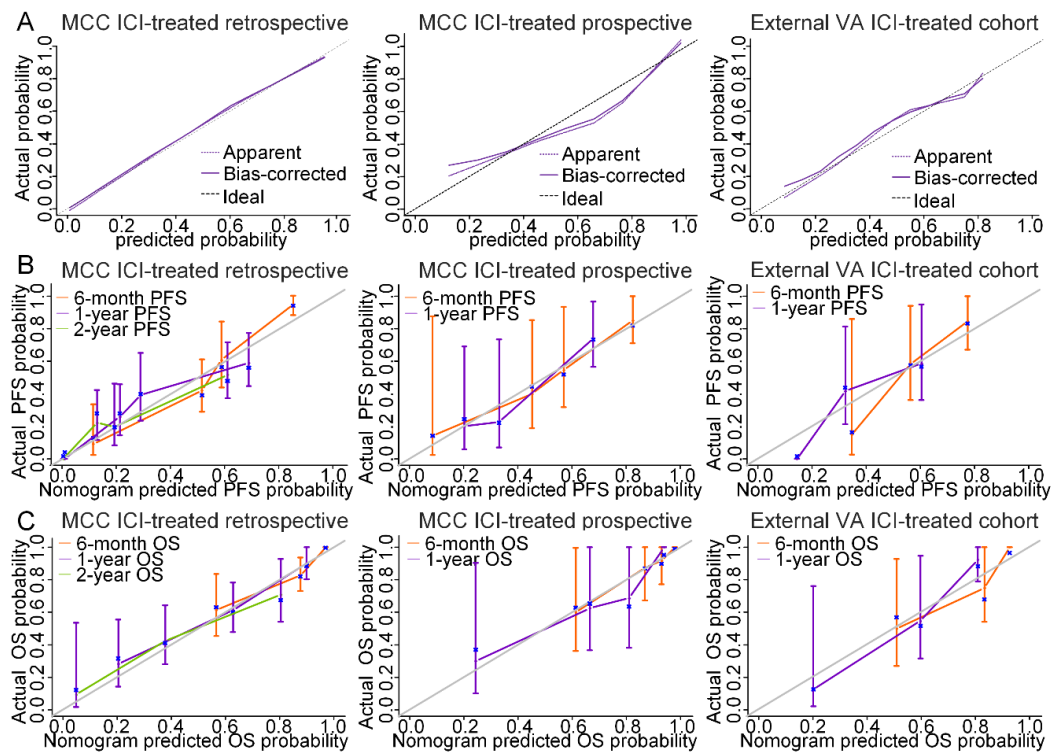 A
MCC ICI-treated retrospective
MCC ICI-treated prospective
External VA ICI-treated cohort
Actual probability
0.0 0.2 0.4 0.6 0.8 1.0
Apparent
Bias-corrected
Ideal
0.0 0.2 0.4 0.6 0.8 1.0
predicted probability
Actual probability
0.0 0.2 0.4 0.6 0.8 1.0
Apparent
Bias-corrected
Ideal
0.0 0.2 0.4 0.6 0.8 1.0
predicted probability
Actual probability
0.0 0.2 0.4 0.6 0.8 1.0
Apparent
Bias-corrected
Ideal
0.0 0.2 0.4 0.6 0.8 1.0
predicted probability
B
MCC ICI-treated retrospective
MCC ICI-treated prospective
External VA ICI-treated cohort
Actual PFS probability
0.0 0.2 0.4 0.6 0.8 1.0
6-month PFS
1-year PFS
2-year PFS
0.0 0.2 0.4 0.6 0.8 1.0
Nomogram predicted PFS probability
Actual PFS probability
0.0 0.2 0.4 0.6 0.8 1.0
6-month PFS
1-year PFS
0.0 0.2 0.4 0.6 0.8 1.0
Nomogram predicted PFS probability
Actual PFS probability
0.0 0.2 0.4 0.6 0.8 1.0
6-month PFS
1-year PFS
0.0 0.2 0.4 0.6 0.8 1.0
Nomogram predicted PFS probability
C
MCC ICI-treated retrospective
MCC ICI-treated prospective
External VA ICI-treated cohort
Actual OS probability
0.0 0.2 0.4 0.6 0.8 1.0
6-month OS
1-year OS
2-year OS
0.0 0.2 0.4 0.6 0.8 1.0
Nomogram predicted OS probability
Actual OS probability
0.0 0.2 0.4 0.6 0.8 1.0
6-month OS
1-year OS
0.0 0.2 0.4 0.6 0.8 1.0
Nomogram predicted OS probability
Actual OS probability
0.0 0.2 0.4 0.6 0.8 1.0
6-month OS
1-year OS
0.0 0.2 0.4 0.6 0.8 1.0
Nomogram predicted OS probability